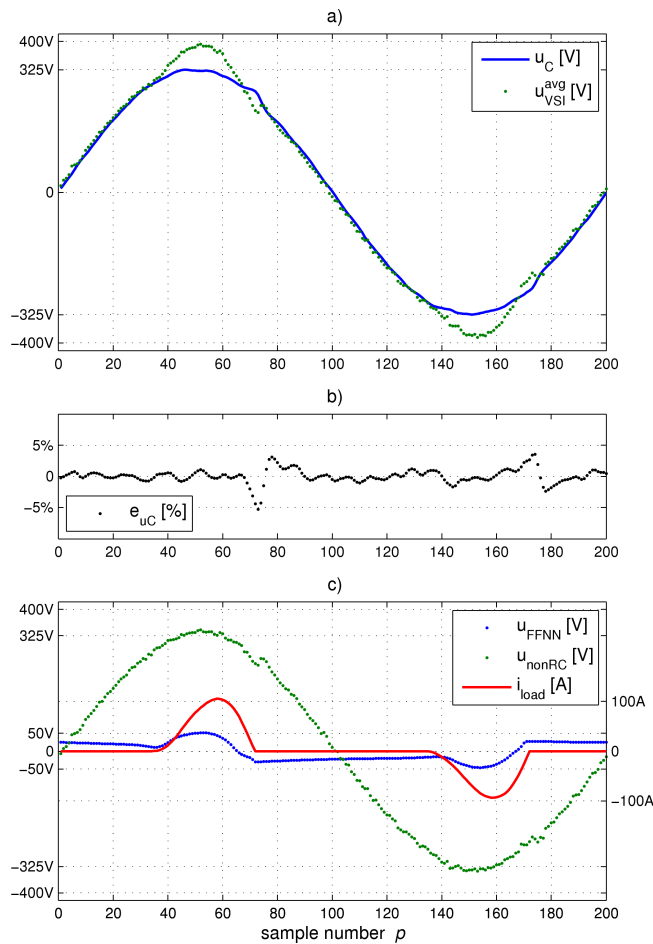 a)
400V
325V
0
−325V
−400V
u_C [V]
u_VSI^avg [V]
0 20 40 60 80 100 120 140 160 180 200
b)
5%
0
−5%
e_uC [%]
0 20 40 60 80 100 120 140 160 180 200
c)
400V
325V
50V
0
−50V
−325V
−400V
u_FFNN [V]
u_nonRC [V]
i_load [A]
100A
0
−100A
0 20 40 60 80 100 120 140 160 180 200
sample number p